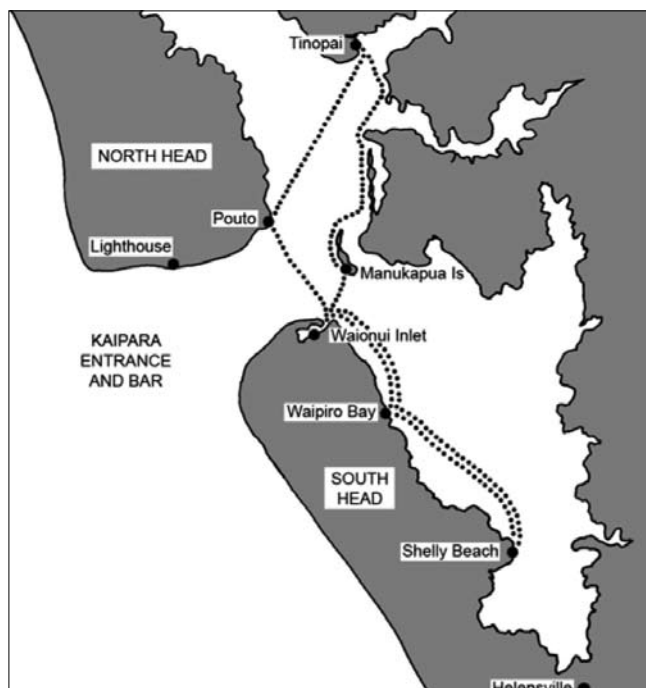 Tinopai
NORTH HEAD
Pouto
Lighthouse
Manukapua Is
KAIPARA
ENTRANCE
AND BAR
Waionui Inlet
Waipiro Bay
SOUTH
HEAD
Shelly Beach
Helensville